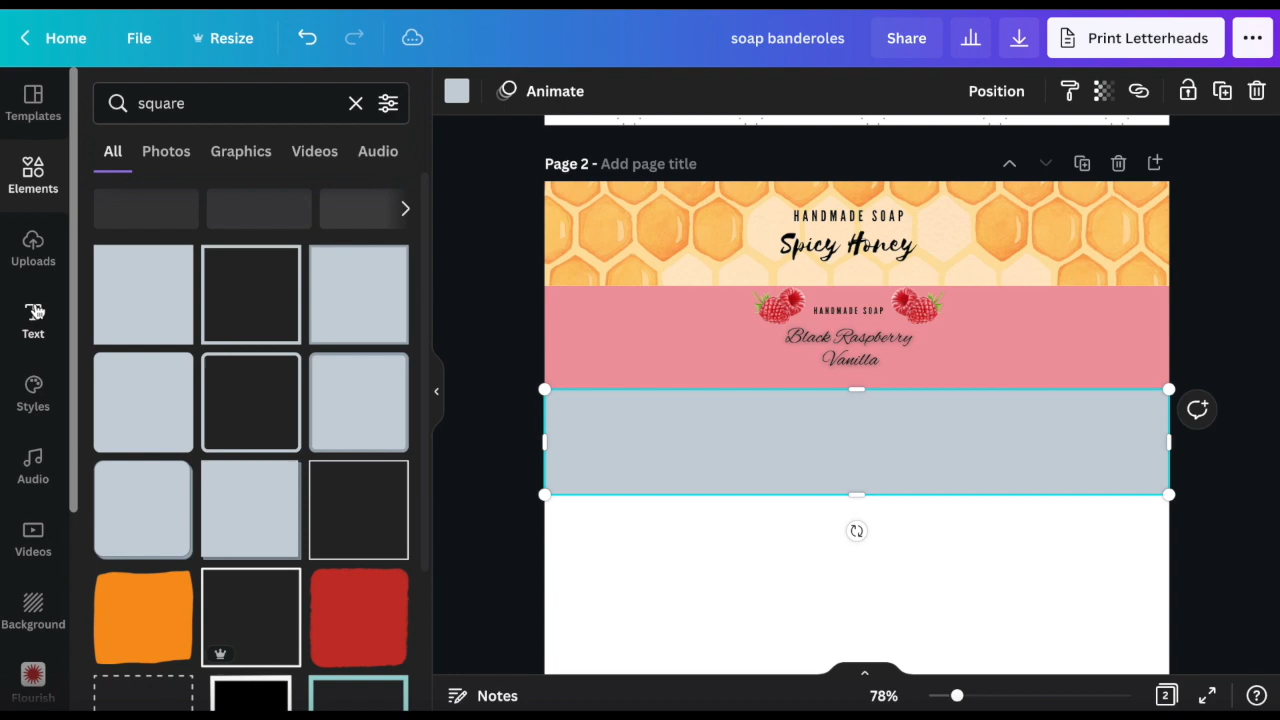 Home
File
Resize
soap banderoles
Share
Print Letterheads
Templates
Elements
Uploads
Text
Styles
Audio
Videos
Background
Flourish
square
All
Photos
Graphics
Videos
Audio
Animate
Position
Page 2 - Add page title
HANDMADE SOAP
Spicy Honey
HANDMADE SOAP
Black Raspberry
Vanilla
Notes
78%
2